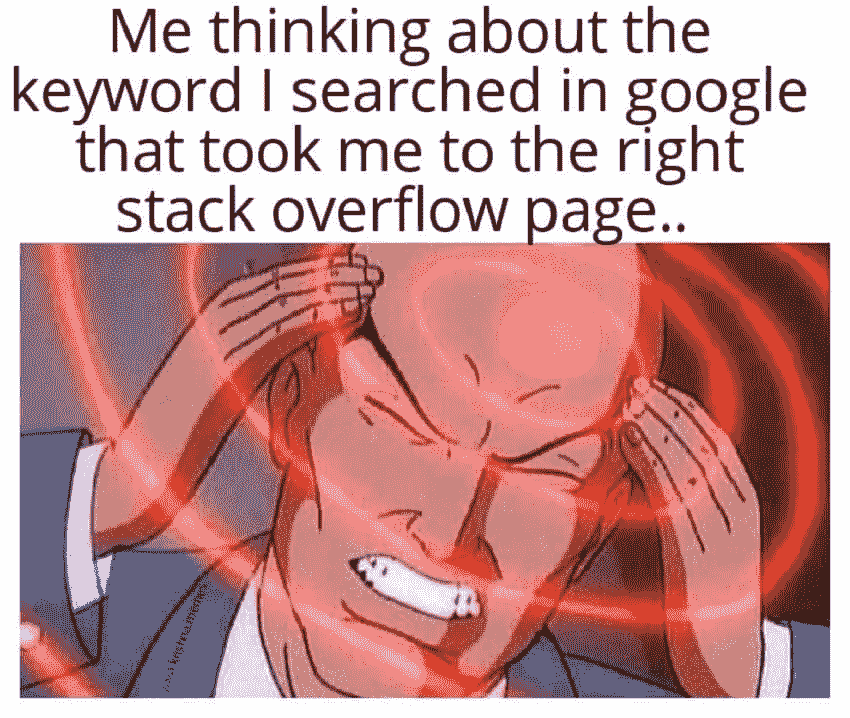 Me thinking about the
keyword I searched in google
that took me to the right
stack overflow page..